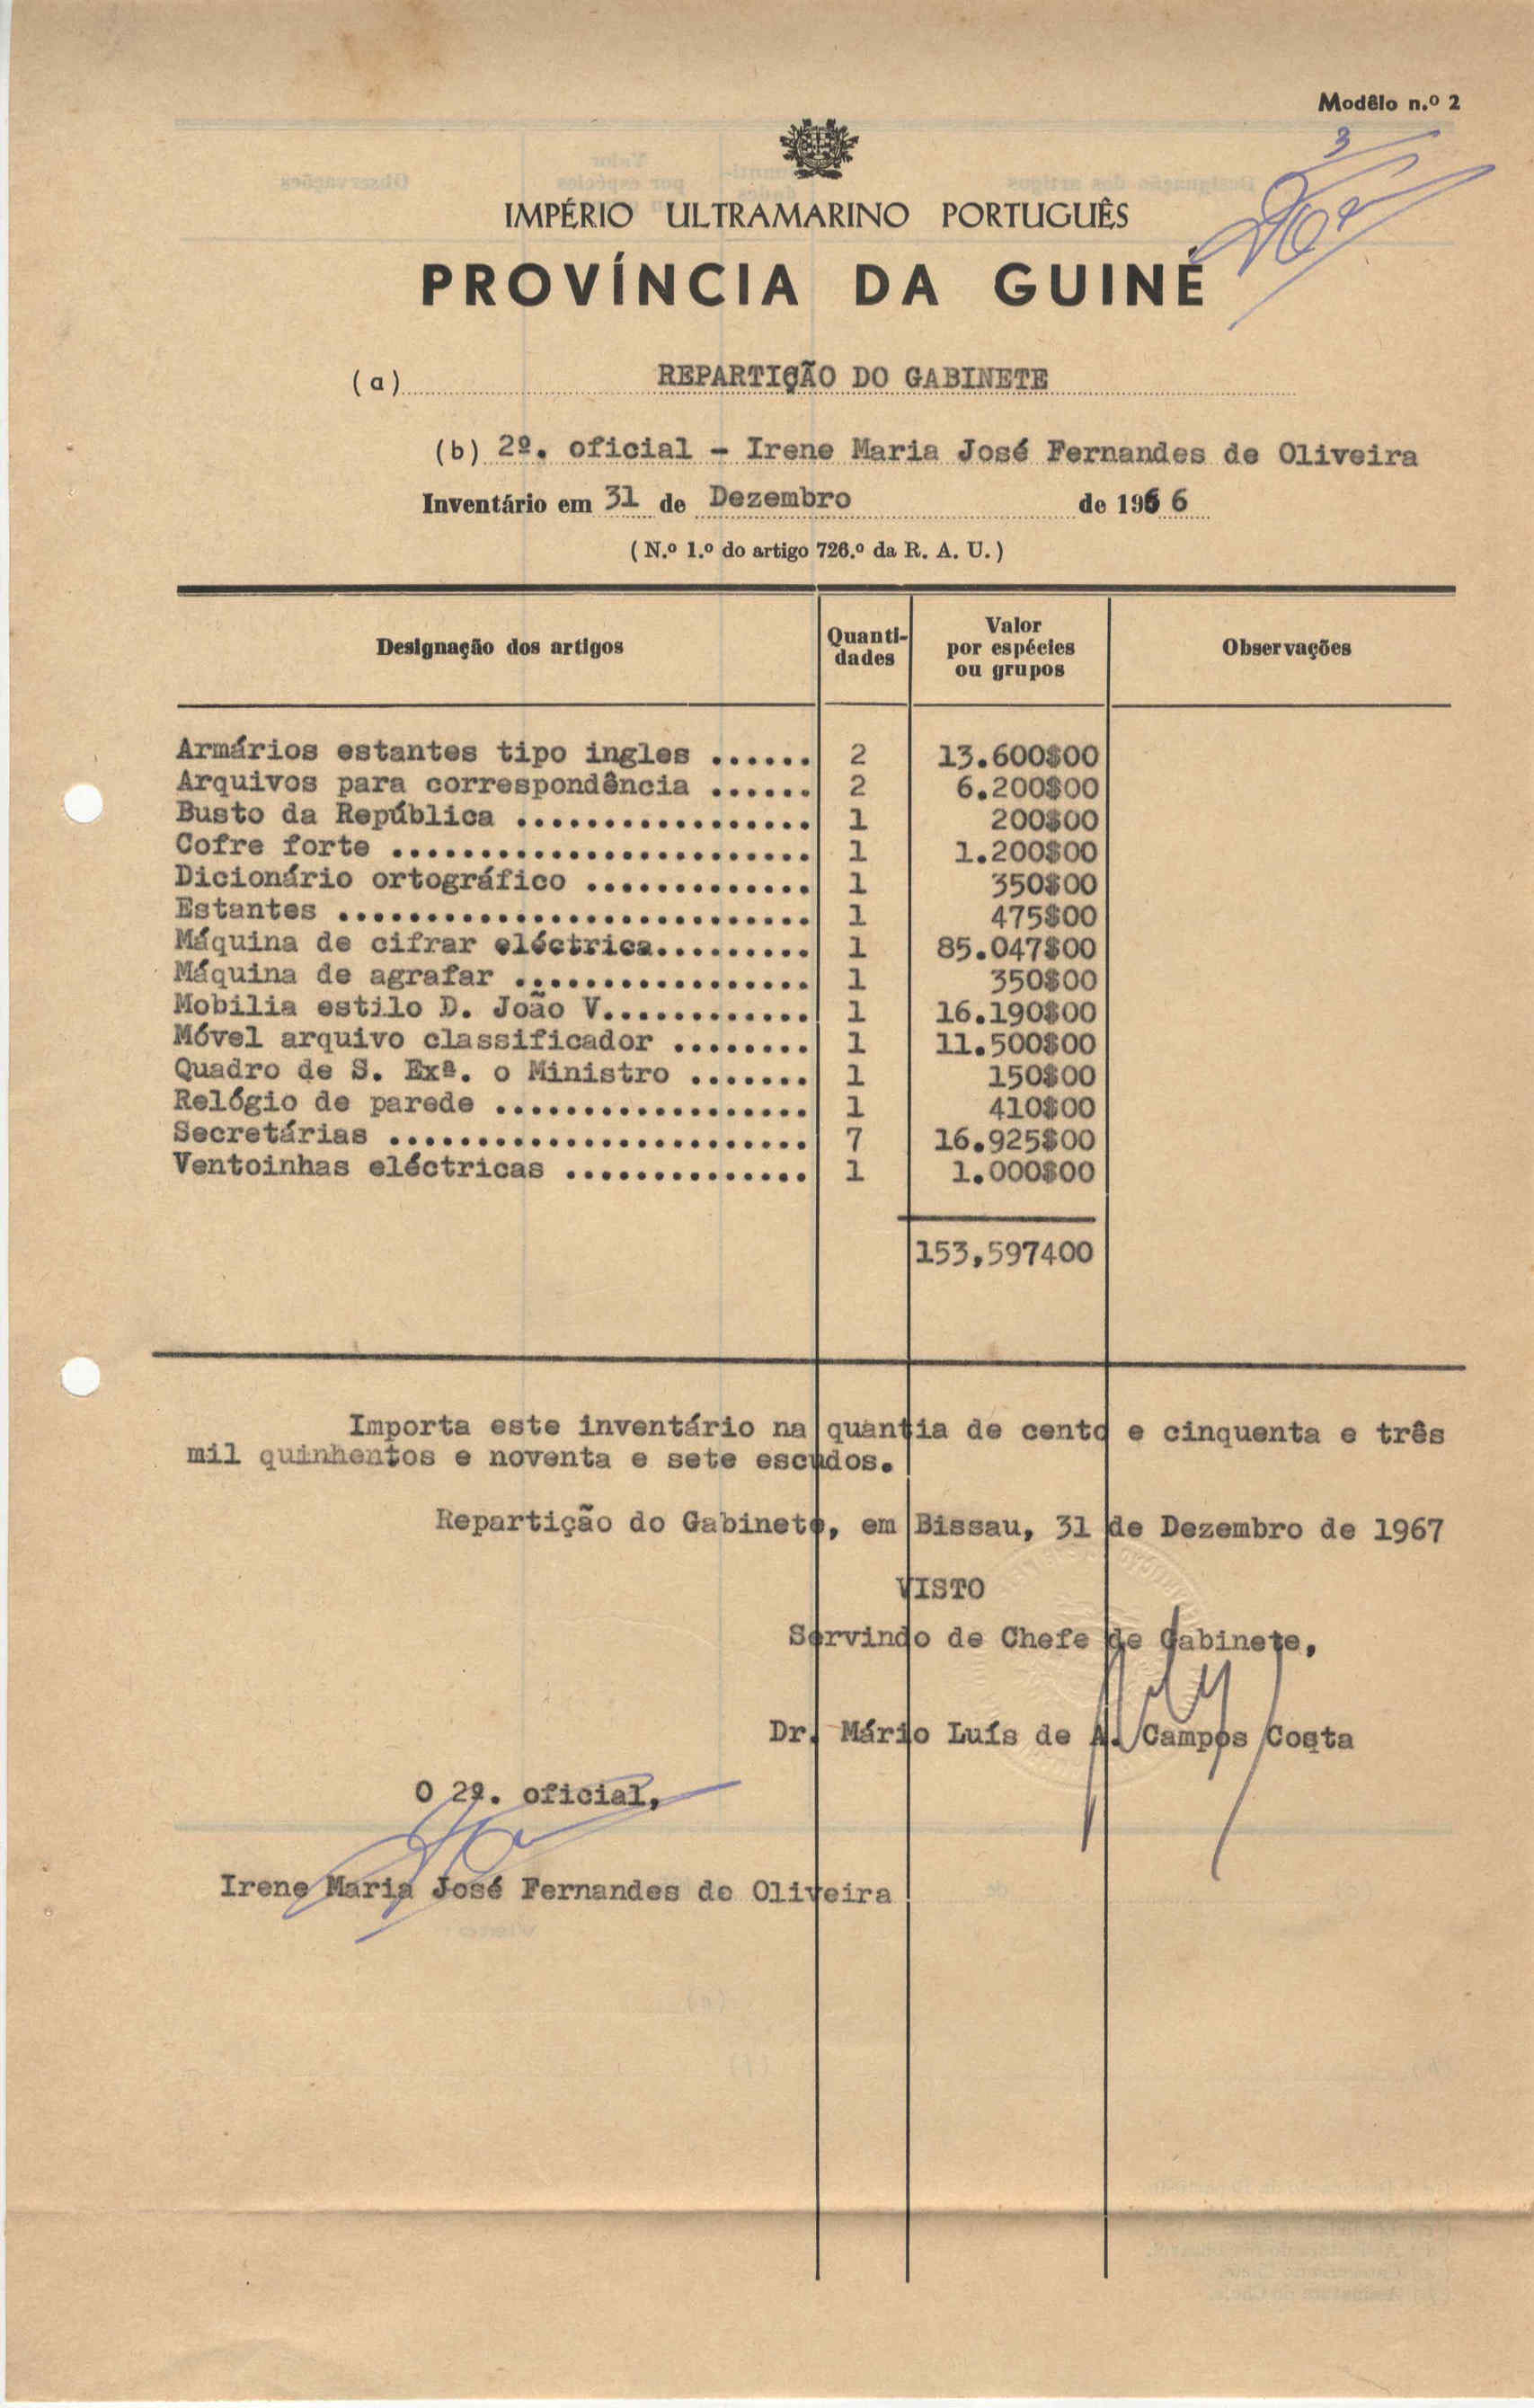 Modêlo n.º 2
3
IMPÉRIO ULTRAMARINO PORTUGUÊS
PROVÍNCIA DA GUINÉ
(a) REPARTIÇÃO DO GABINETE
(b) 2º. oficial - Irene Maria José Fernandes de Oliveira
Inventário em 31 de Dezembro de 1966
(N.º 1.º do artigo 726.º da R. A. U.)
Designação dos artigos Quanti-dades Valor por espécies ou grupos Observações
Armários estantes tipo ingles ...... 2 13.600$00
Arquivos para correspondência ...... 2 6.200$00
Busto da República ................. 1 200$00
Cofre forte ........................ 1 1.200$00
Dicionário ortográfico ............. 1 350$00
Estantes ........................... 1 475$00
Máquina de cifrar eléctrica......... 1 85.047$00
Máquina de agrafar ................. 1 350$00
Mobilia estilo D. João V............ 1 16.190$00
Móvel arquivo classificador ........ 1 11.500$00
Quadro de S. Exª. o Ministro ....... 1 150$00
Relógio de parede .................. 1 410$00
Secretárias ........................ 7 16.925$00
Ventoinhas eléctricas .............. 1 1.000$00
153,597400
Importa este inventário na quantia de cento e cinquenta e três
mil quinhentos e noventa e sete escudos.
Repartição do Gabinete, em Bissau, 31 de Dezembro de 1967
VISTO
Servindo de Chefe de Gabinete,
Dr. Mário Luís de A. Campos Costa
O 2º. oficial,
Irene Maria José Fernandes de Oliveira